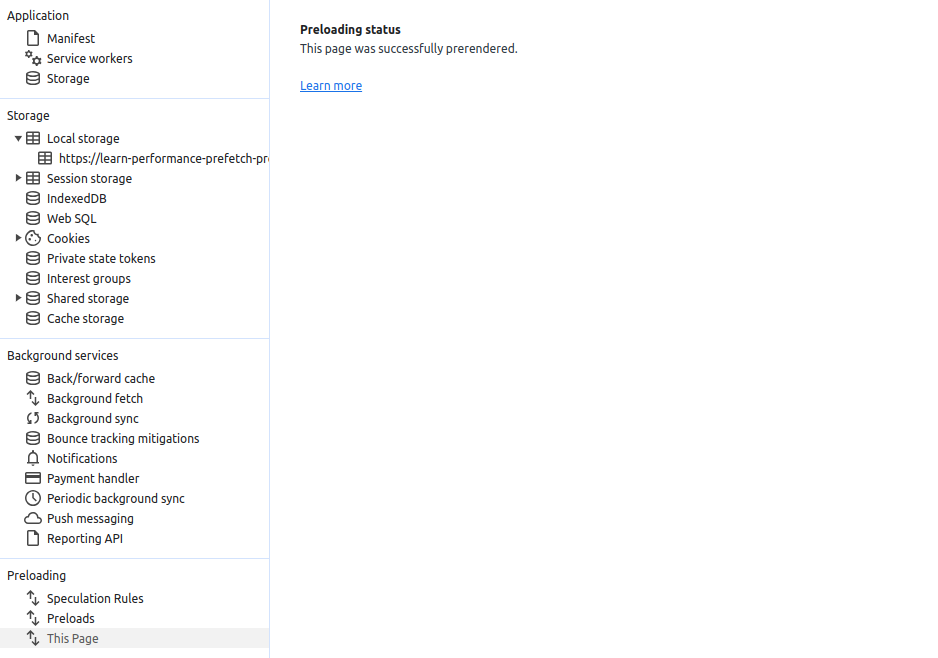 Application
Manifest
Service workers
Storage
Storage
Local storage
https://learn-performance-prefetch-pr
Session storage
IndexedDB
Web SQL
Cookies
Private state tokens
Interest groups
Shared storage
Cache storage
Background services
Back/forward cache
Background fetch
Background sync
Bounce tracking mitigations
Notifications
Payment handler
Periodic background sync
Push messaging
Reporting API
Preloading
Speculation Rules
Preloads
This Page
Preloading status
This page was successfully prerendered.
Learn more